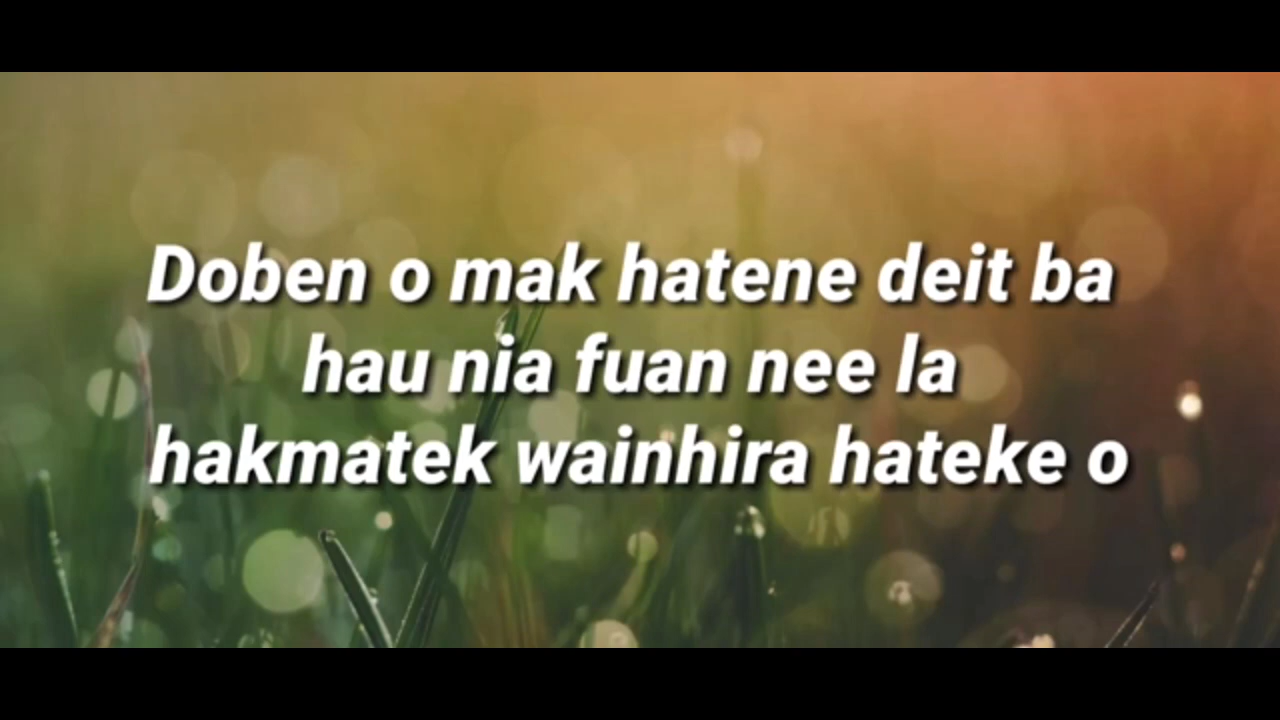 Doben o mak hatene deit ba
hau nia fuan nee la
hakmatek wainhira hateke o